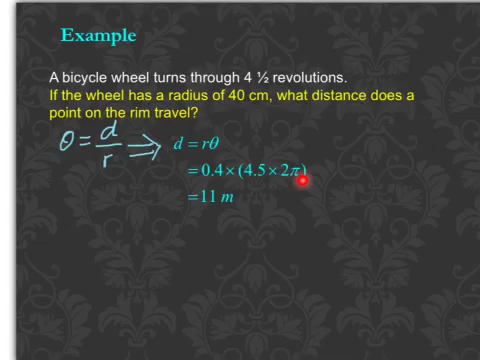 Example
A bicycle wheel turns through 4 ½ revolutions.
If the wheel has a radius of 40 cm, what distance does a
point on the rim travel?
θ = d/r ⟹ d = rθ
= 0.4 × (4.5 × 2π)
= 11 m